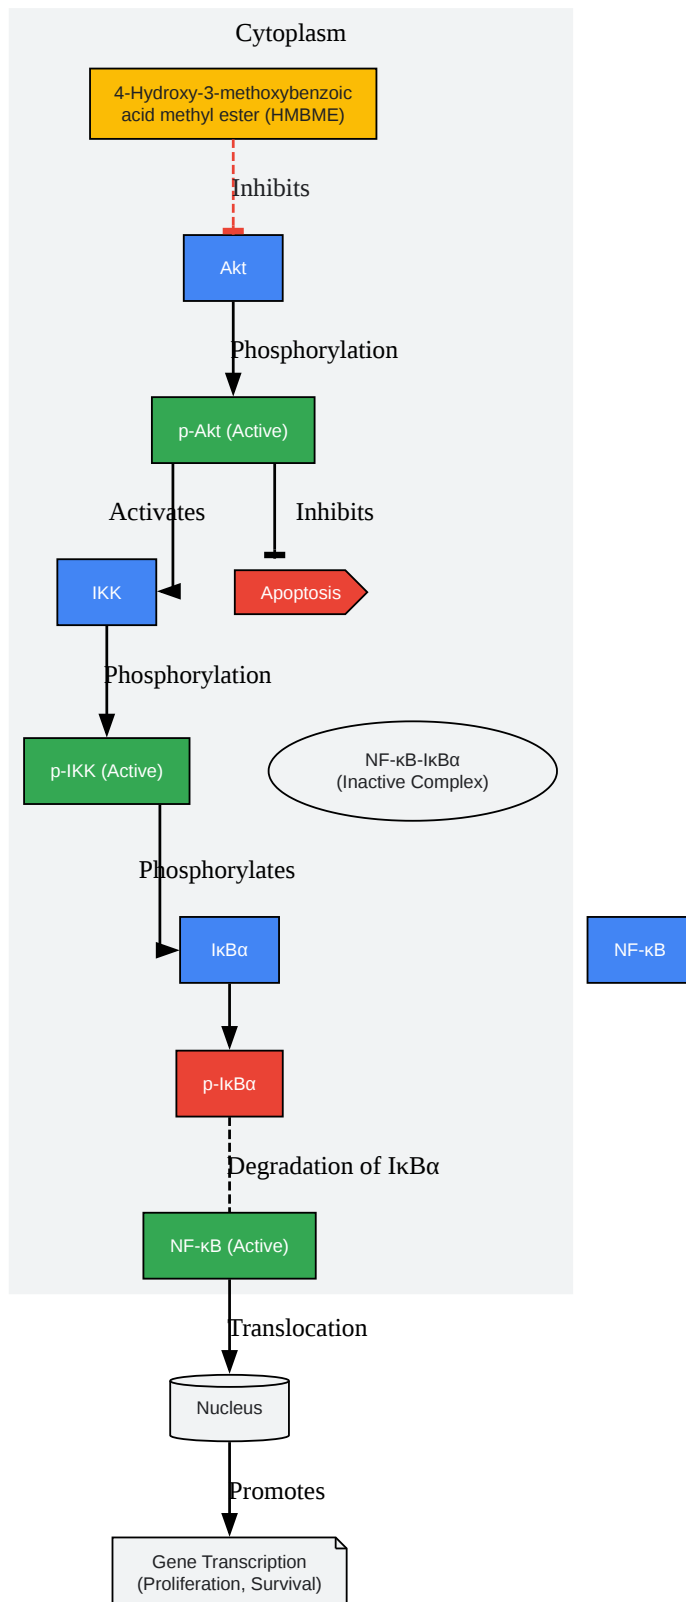 Cytoplasm
4-Hydroxy-3-methoxybenzoic
acid methyl ester (HMBME)
Inhibits
Akt
Phosphorylation
p-Akt (Active)
Activates
Inhibits
IKK
Apoptosis
Phosphorylation
p-IKK (Active)
NF-κB-IκBα
(Inactive Complex)
Phosphorylates
IκBα
NF-κB
p-IκBα
Degradation of IκBα
NF-κB (Active)
Translocation
Nucleus
Promotes
Gene Transcription
(Proliferation, Survival)